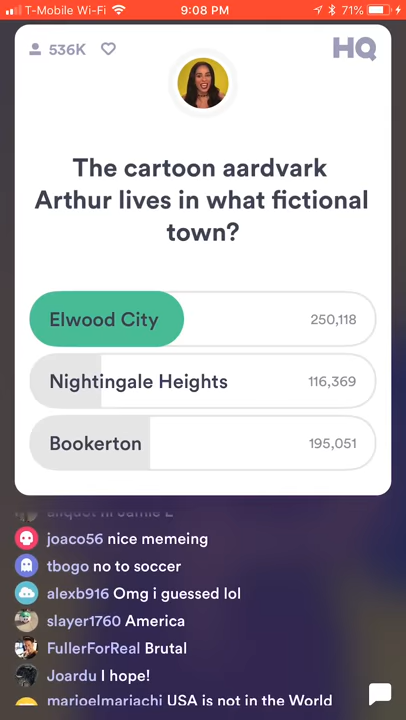 T-Mobile Wi-Fi 9:08 PM 71%
536K HQ
The cartoon aardvark
Arthur lives in what fictional
town?
Elwood City 250,118
Nightingale Heights 116,369
Bookerton 195,051
joaco56 nice memeing
tbogo no to soccer
alexb916 Omg i guessed lol
slayer1760 America
FullerForReal Brutal
Joardu I hope!
marioelmariachi USA is not in the World